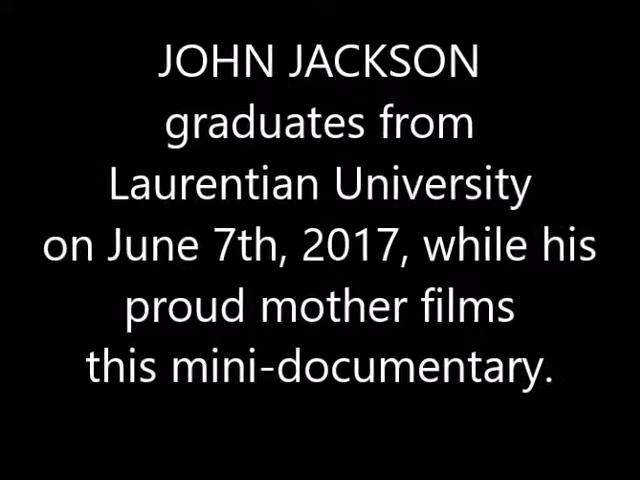 JOHN JACKSON
graduates from
Laurentian University
on June 7th, 2017, while his
proud mother films
this mini-documentary.